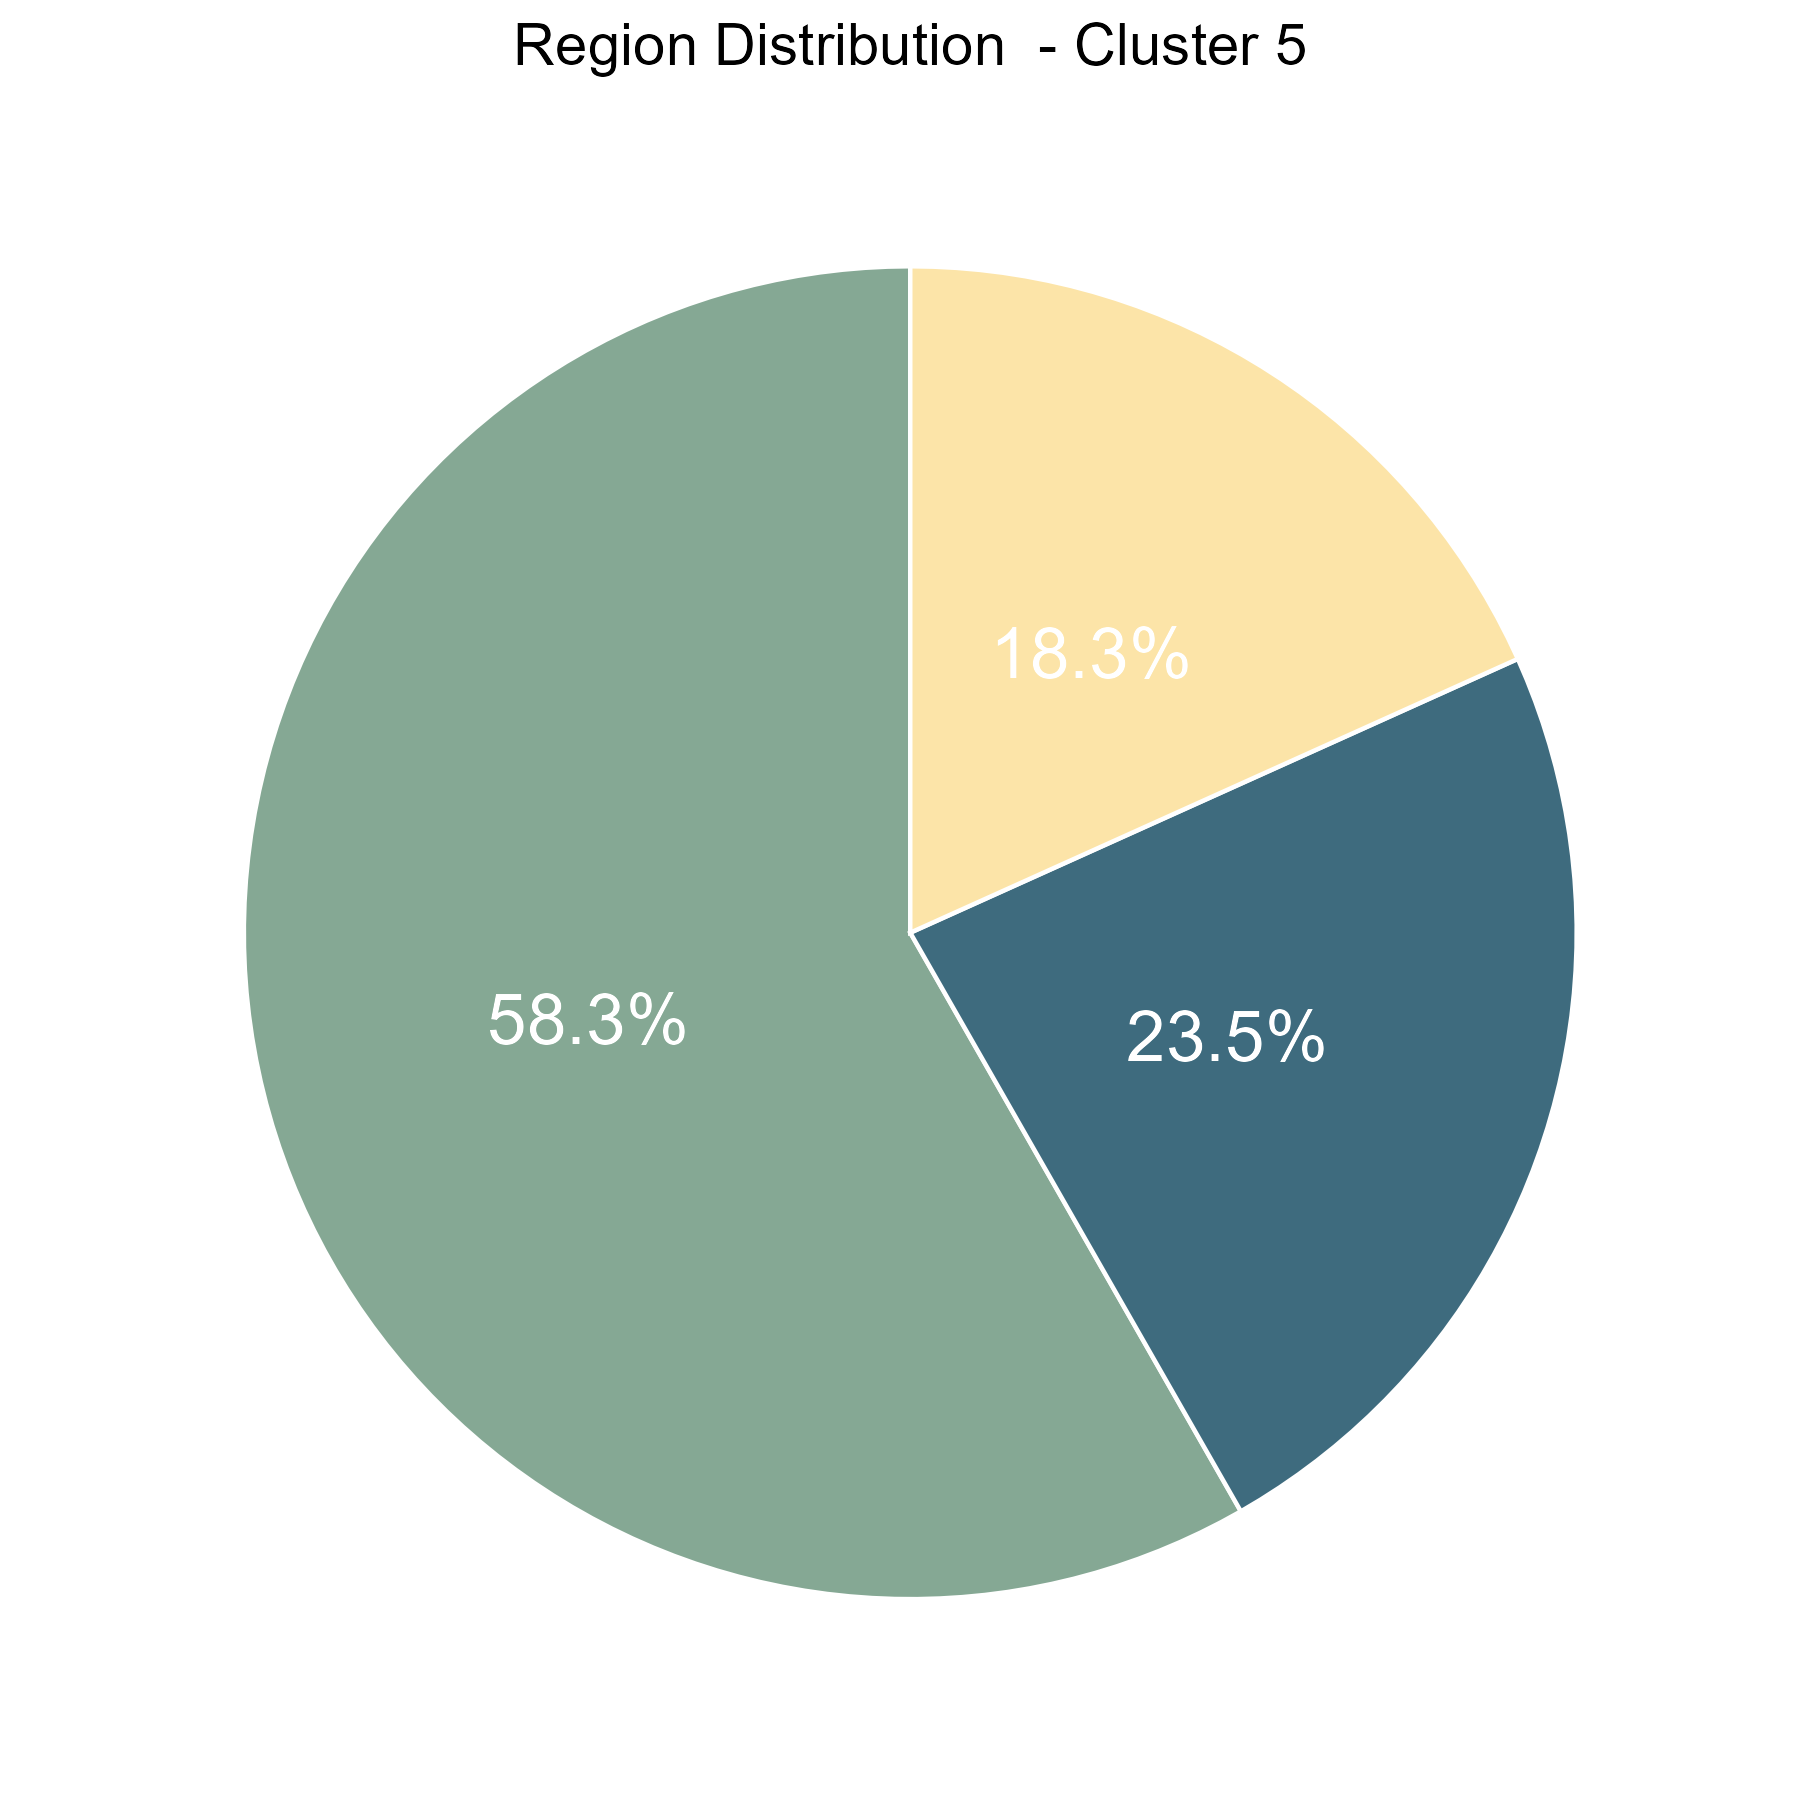 Region Distribution  - Cluster 5
18.3%
58.3%
23.5%